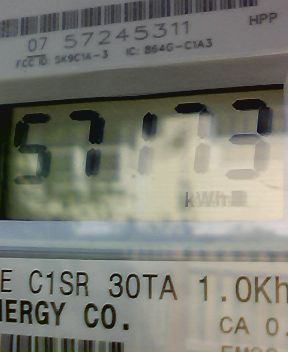 HPP
07 57245311
FCC ID: SK9C1A-3 IC: 864G-C1A3
57173
kWh
E C1SR 30TA 1.0Kh
NERGY CO.
CA 0.